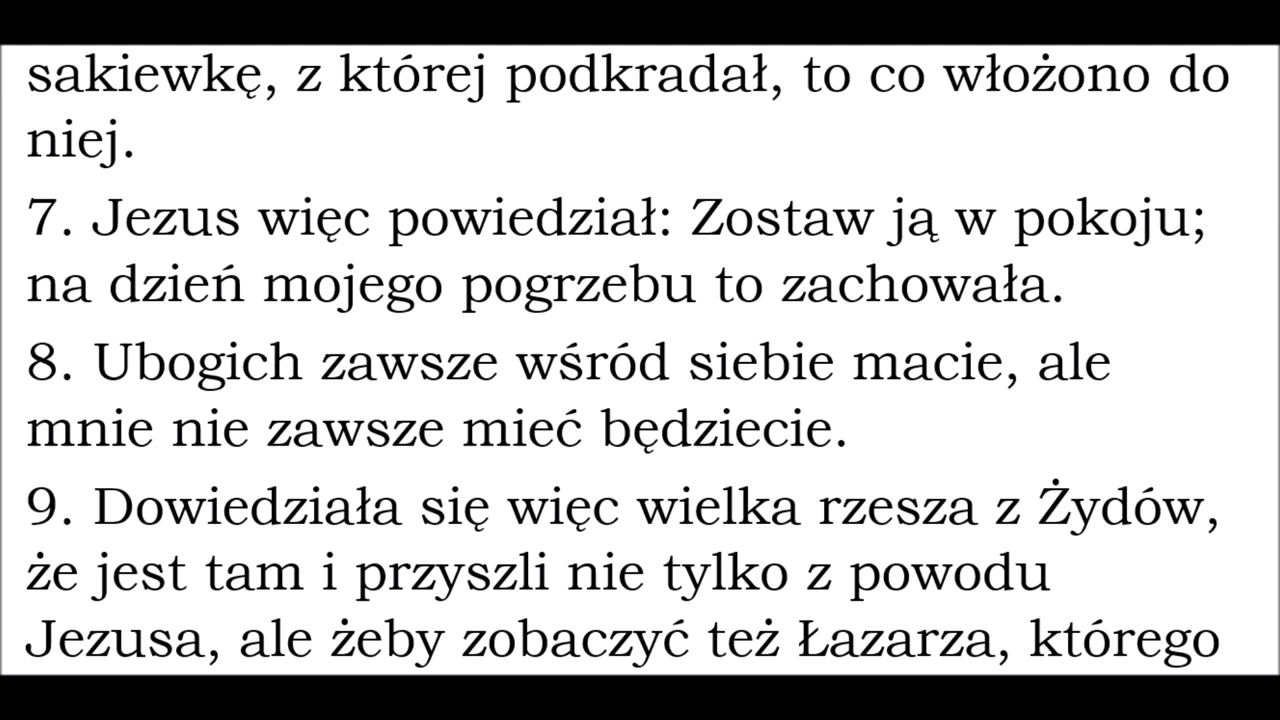 sakiewkę, z której podkradał, to co włożono do
niej.
7. Jezus więc powiedział: Zostaw ją w pokoju;
na dzień mojego pogrzebu to zachowała.
8. Ubogich zawsze wśród siebie macie, ale
mnie nie zawsze mieć będziecie.
9. Dowiedziała się więc wielka rzesza z Żydów,
że jest tam i przyszli nie tylko z powodu
Jezusa, ale żeby zobaczyć też Łazarza, którego